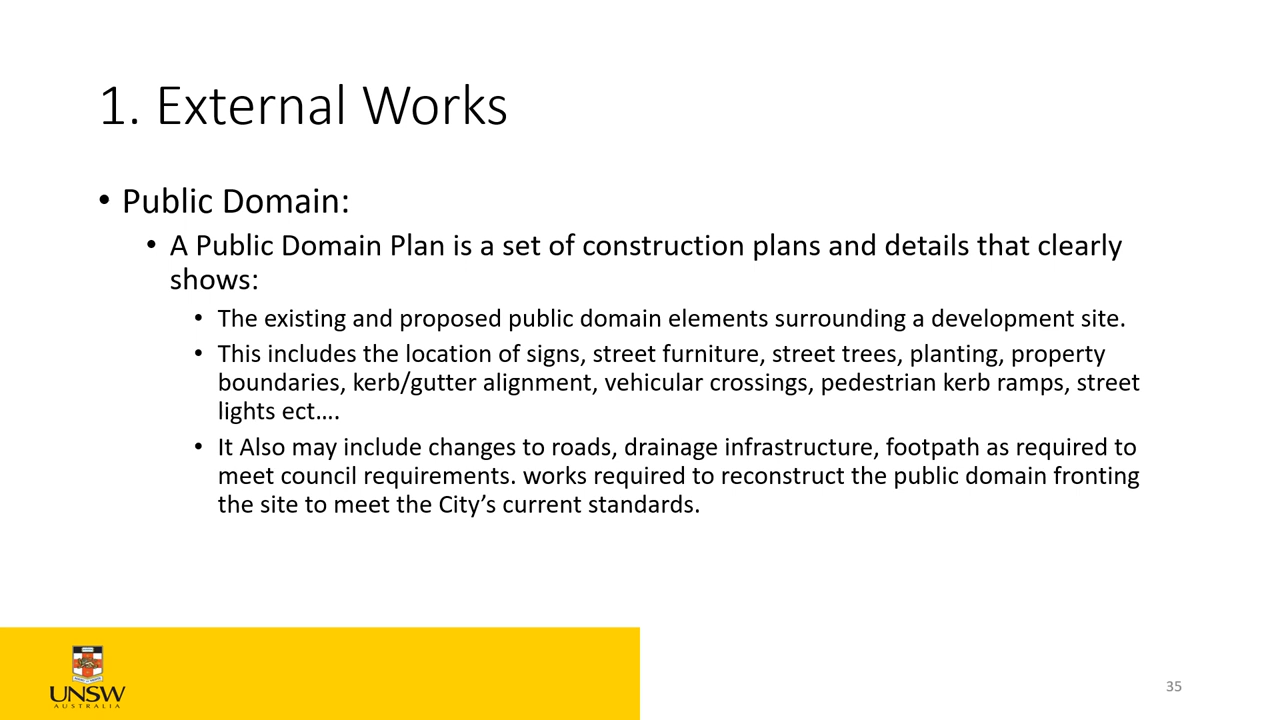 1. External Works
• Public Domain:
• A Public Domain Plan is a set of construction plans and details that clearly
shows:
• The existing and proposed public domain elements surrounding a development site.
• This includes the location of signs, street furniture, street trees, planting, property
boundaries, kerb/gutter alignment, vehicular crossings, pedestrian kerb ramps, street
lights ect….
• It Also may include changes to roads, drainage infrastructure, footpath as required to
meet council requirements. works required to reconstruct the public domain fronting
the site to meet the City’s current standards.
UNSW
AUSTRALIA
35